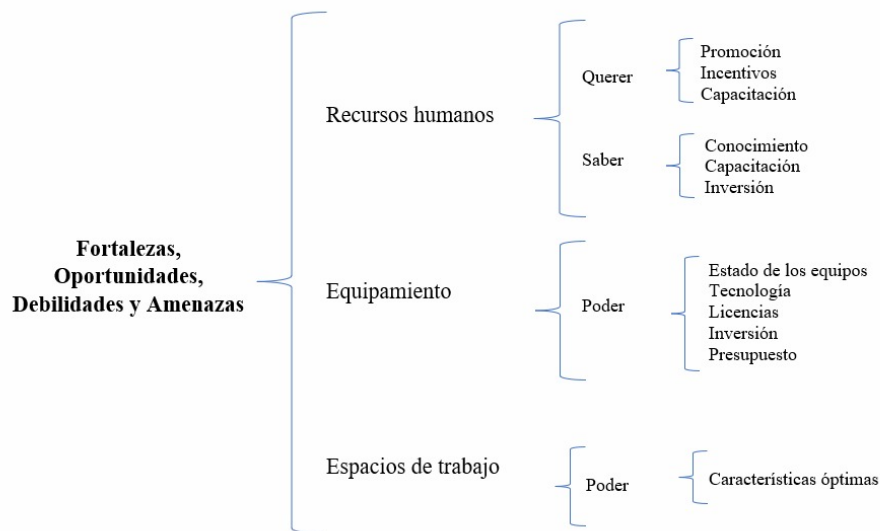 Fortalezas,
Oportunidades,
Debilidades y Amenazas
Recursos humanos
Querer
Promoción
Incentivos
Capacitación
Saber
Conocimiento
Capacitación
Inversión
Equipamiento
Poder
Estado de los equipos
Tecnología
Licencias
Inversión
Presupuesto
Espacios de trabajo
Poder
Características óptimas